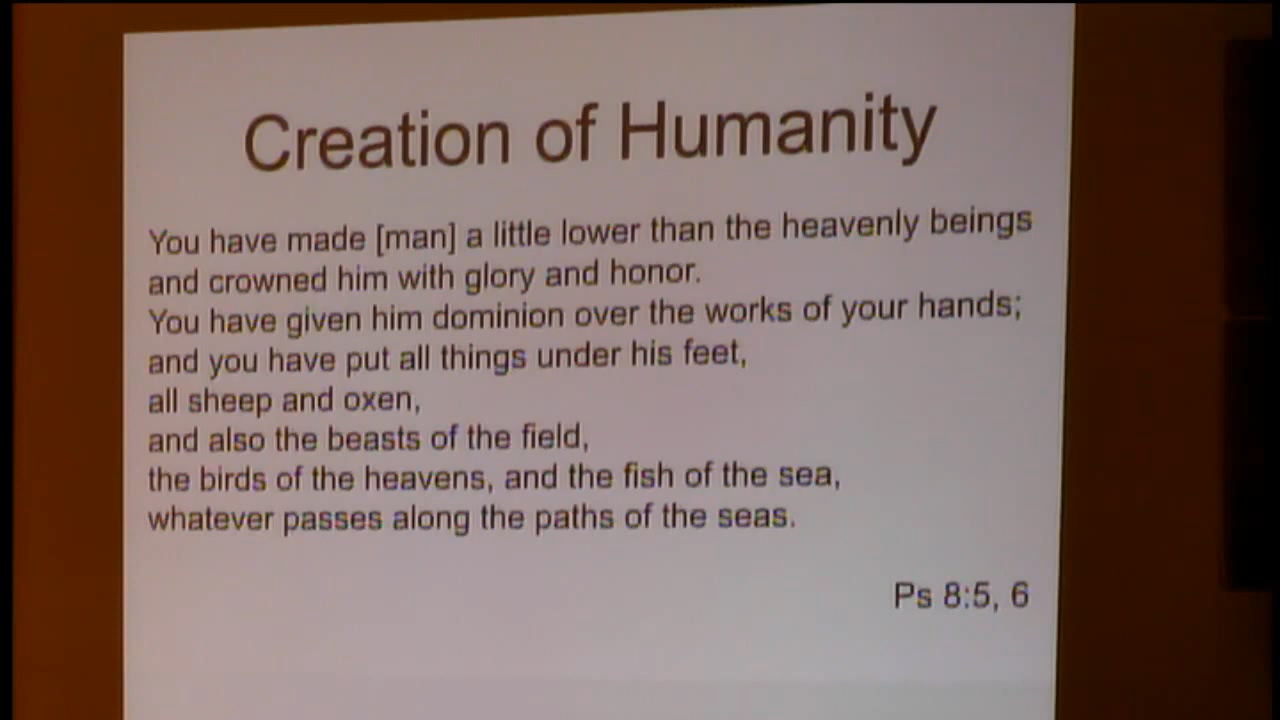 Creation of Humanity
You have made [man] a little lower than the heavenly beings
and crowned him with glory and honor.
You have given him dominion over the works of your hands;
and you have put all things under his feet,
all sheep and oxen,
and also the beasts of the field,
the birds of the heavens, and the fish of the sea,
whatever passes along the paths of the seas.
Ps 8:5, 6